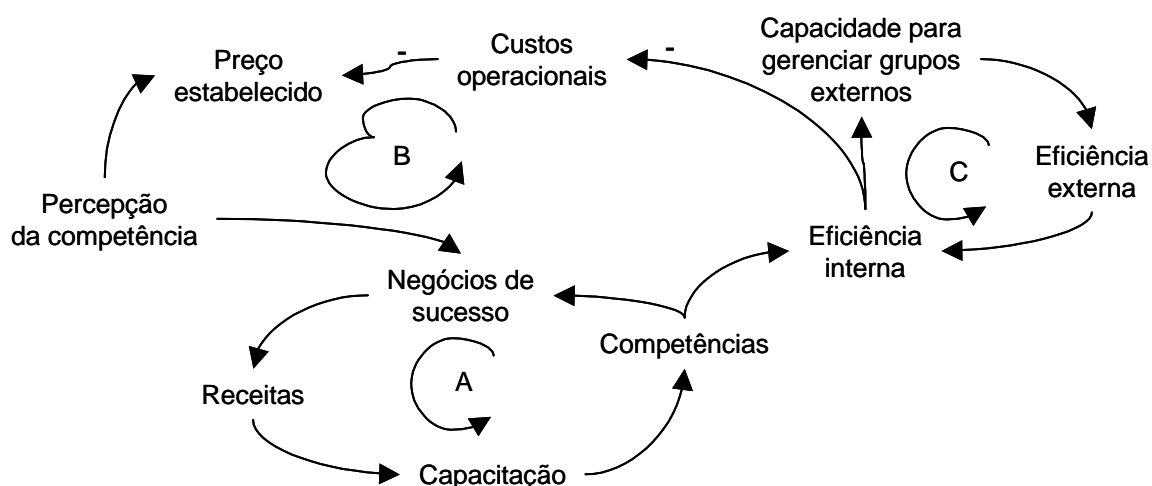 Preço
estabelecido
-
Custos
operacionais
-
Capacidade para
gerenciar grupos
externos
B
C
Eficiência
externa
Percepção
da competência
Eficiência
interna
Negócios de
sucesso
Competências
Receitas
A
Capacitação